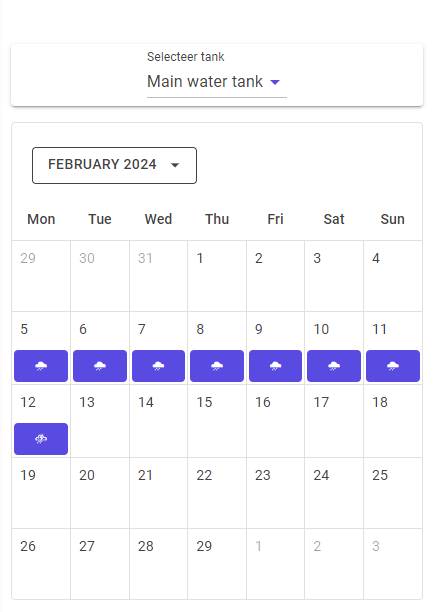 Selecteer tank
Main water tank
FEBRUARY 2024
Mon Tue Wed Thu Fri Sat Sun
29 30 31 1 2 3 4
5 6 7 8 9 10 11
12 13 14 15 16 17 18
19 20 21 22 23 24 25
26 27 28 29 1 2 3